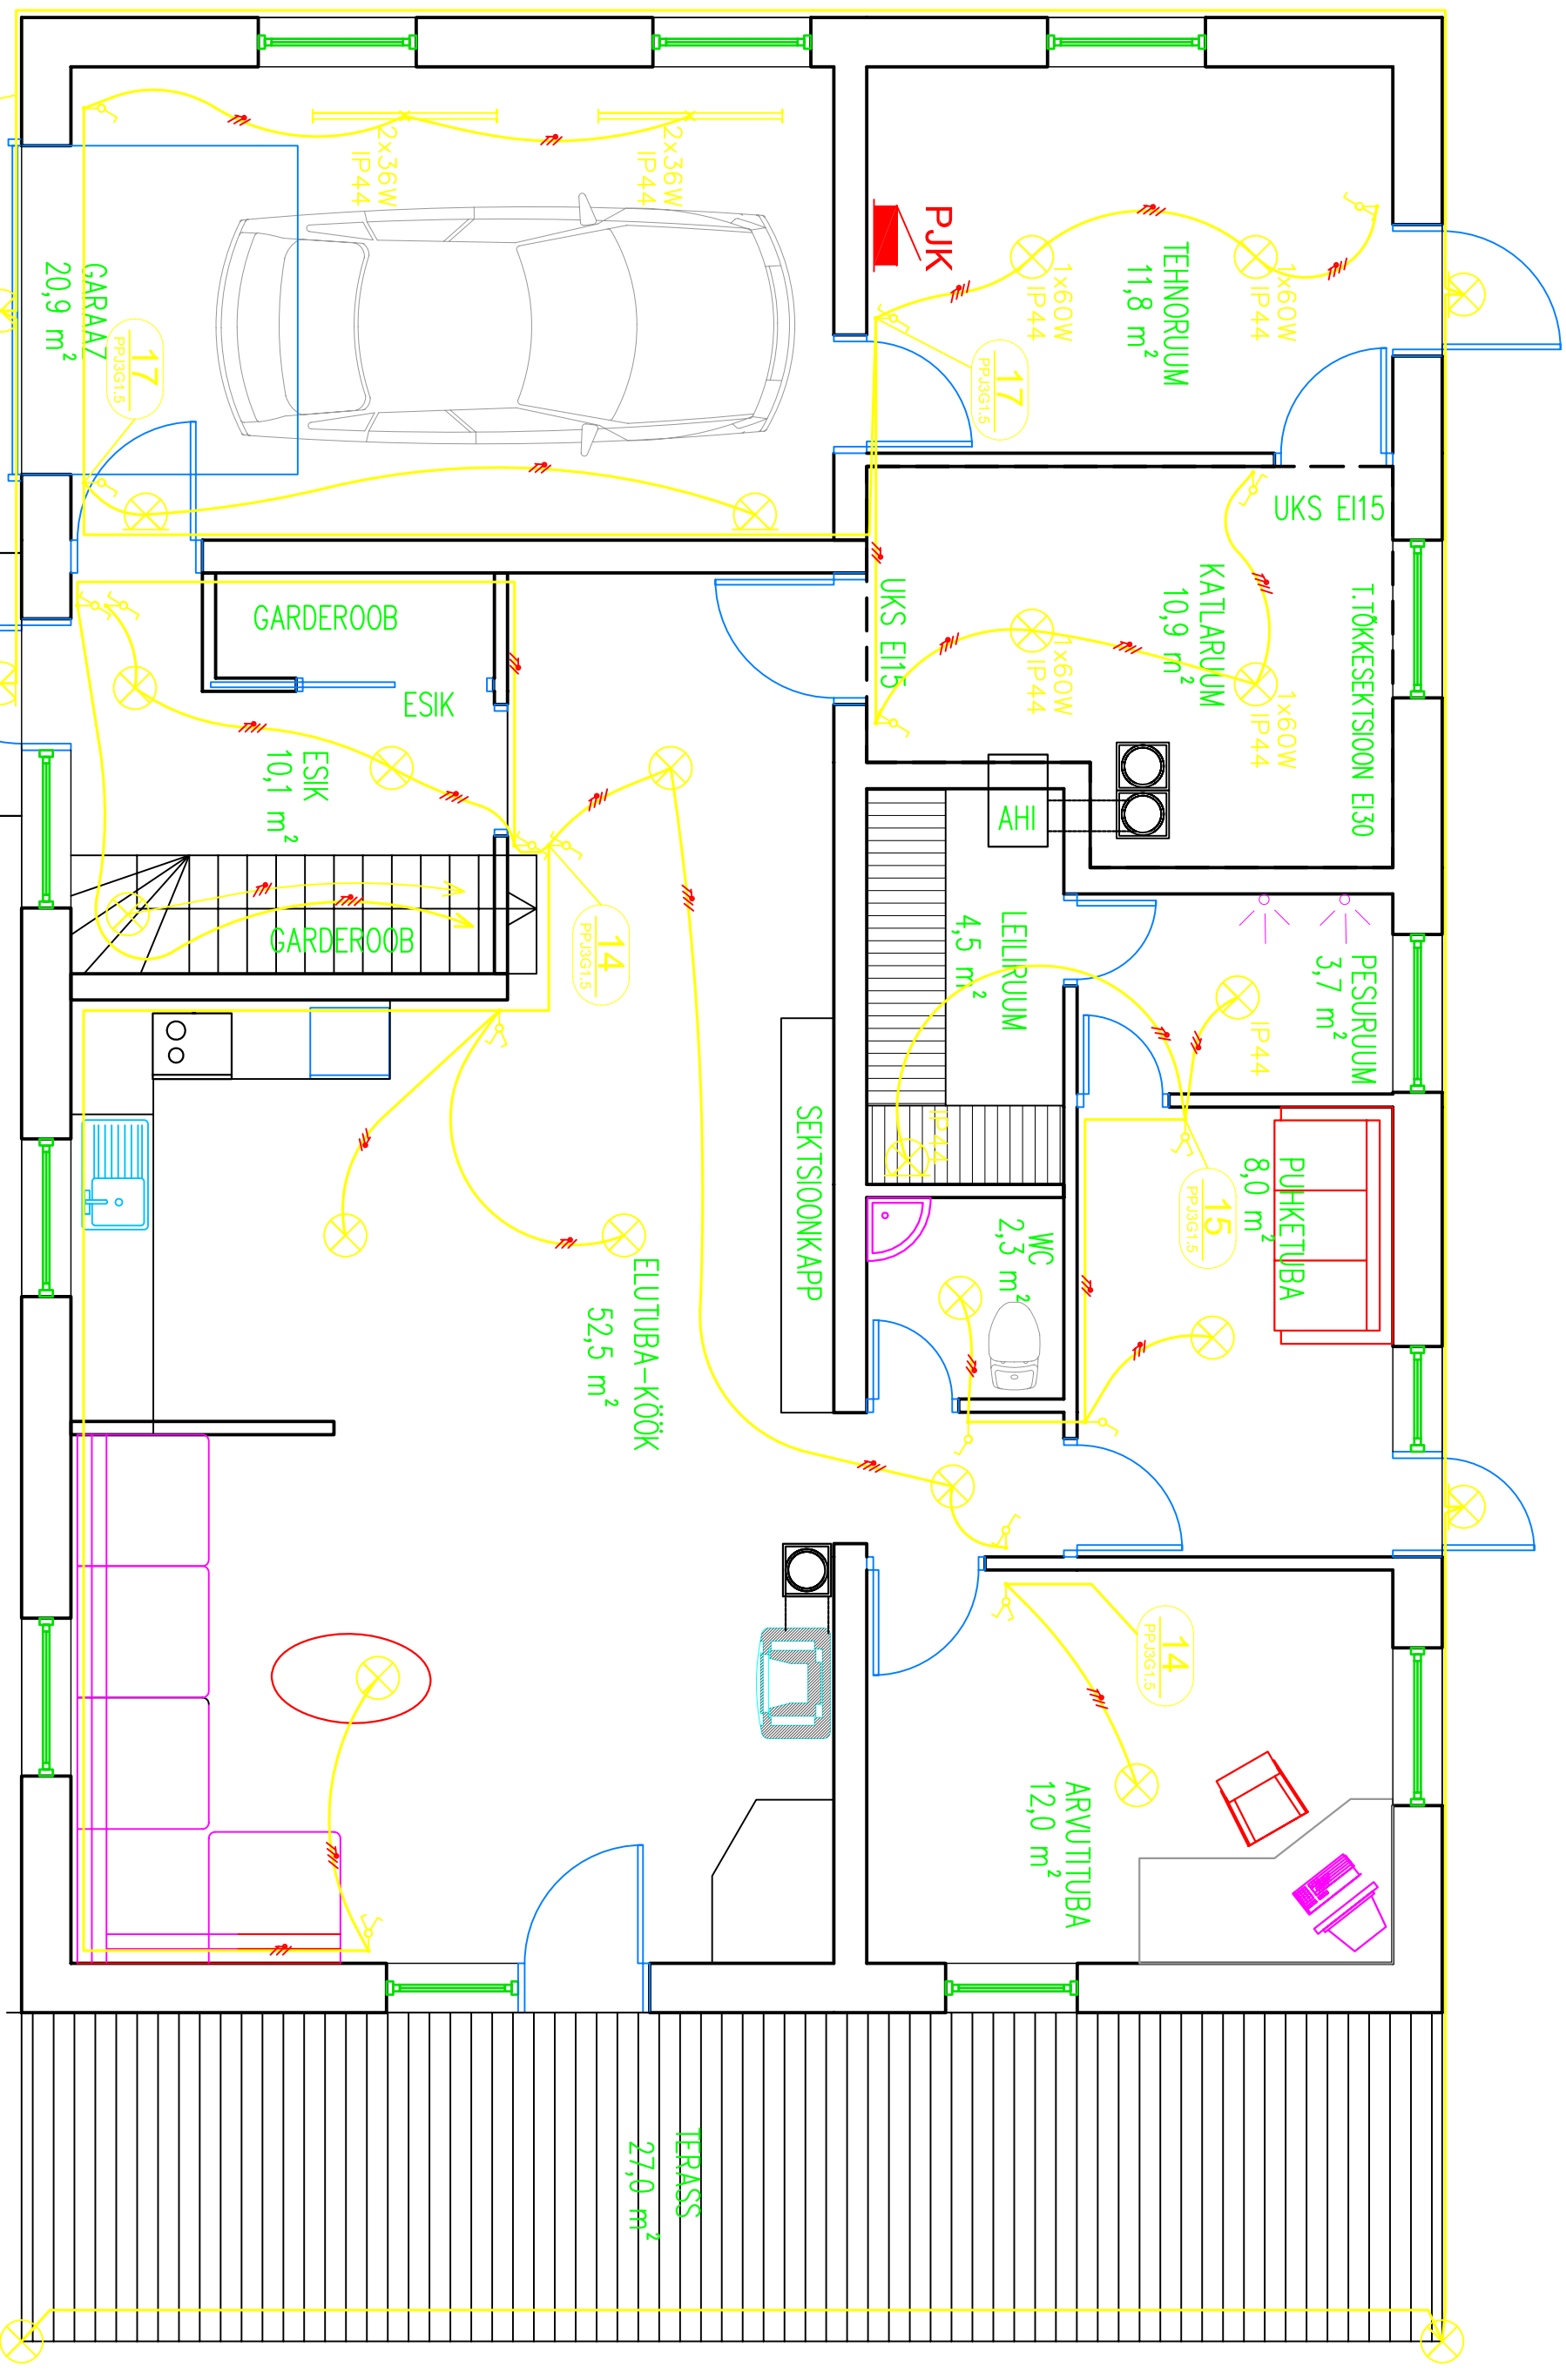 2x36W
IP44
2x36W
IP44
GARAAZ
20,9 m²
17
PPJ3G1.5
PJK
TEHNORUUM
11,8 m²
1x60W
IP44
1x60W
IP44
17
PPJ3G1.5
UKS EI15
UKS EI15
KATLARUUM
10,9 m²
T.TÕKKESEKTSIOON EI30
1x60W
IP44
1x60W
IP44
GARDEROOB
ESIK
ESIK
10,1 m²
GARDEROOB
14
PPJ3G1.5
AHI
LEILIRUUM
4,5 m²
IP44
PESURUUM
3,7 m²
IP44
SEKTSIOONKAPP
WC
2,3 m²
15
PPJ3G1.5
PUHKETUBA
8,0 m²
ELUTUBA-KÖÖK
52,5 m²
14
PPJ3G1.5
ARVUTITUBA
12,0 m²
TERASS
27,0 m²